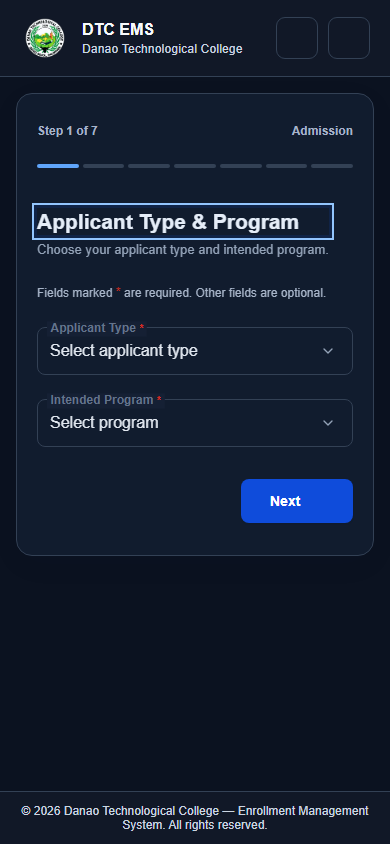 DTC EMS
Danao Technological College
Step 1 of 7
Admission
Applicant Type & Program
Choose your applicant type and intended program.
Fields marked * are required. Other fields are optional.
Applicant Type *
Select applicant type
Intended Program *
Select program
Next
© 2026 Danao Technological College — Enrollment Management
System. All rights reserved.